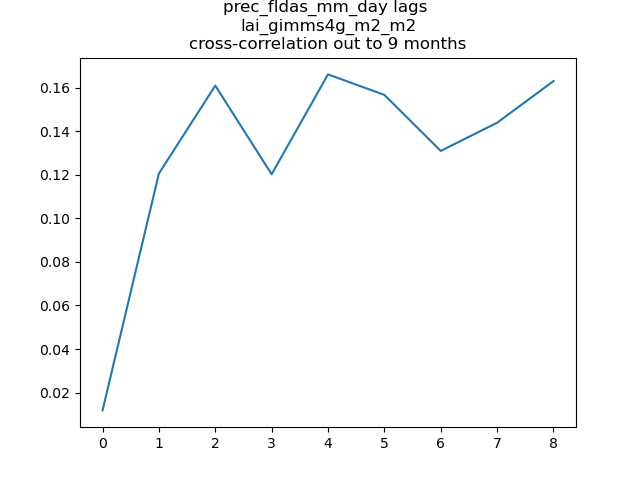 prec_fldas_mm_day lags
lai_gimms4g_m2_m2
cross-correlation out to 9 months
0.16
0.14
0.12
0.10
0.08
0.06
0.04
0.02
0 1 2 3 4 5 6 7 8